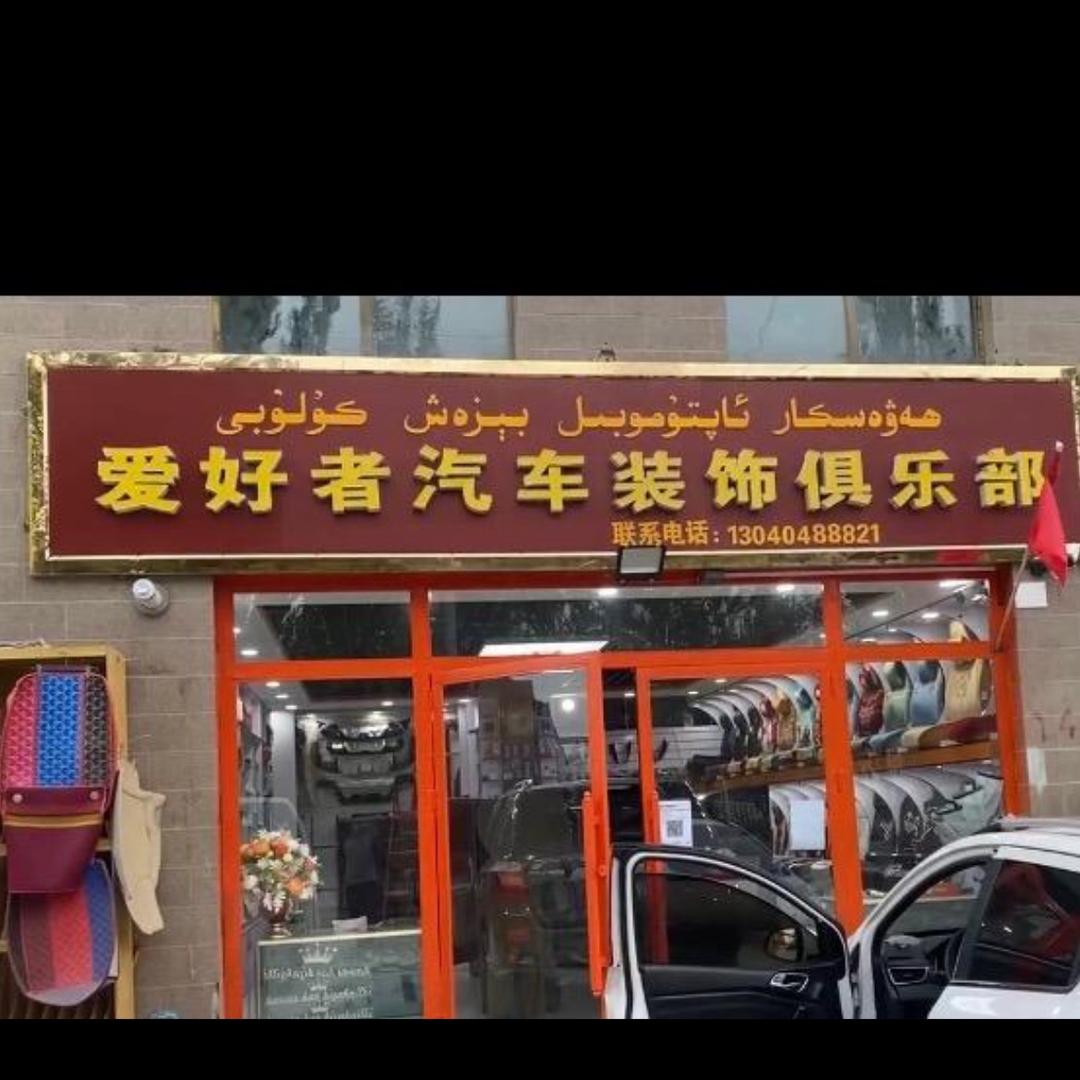 ھەۋەسكار ئاپتوموبىل بېزەش كۇلۇبى
爱好者汽车装饰俱乐部
联系电话：13040488821